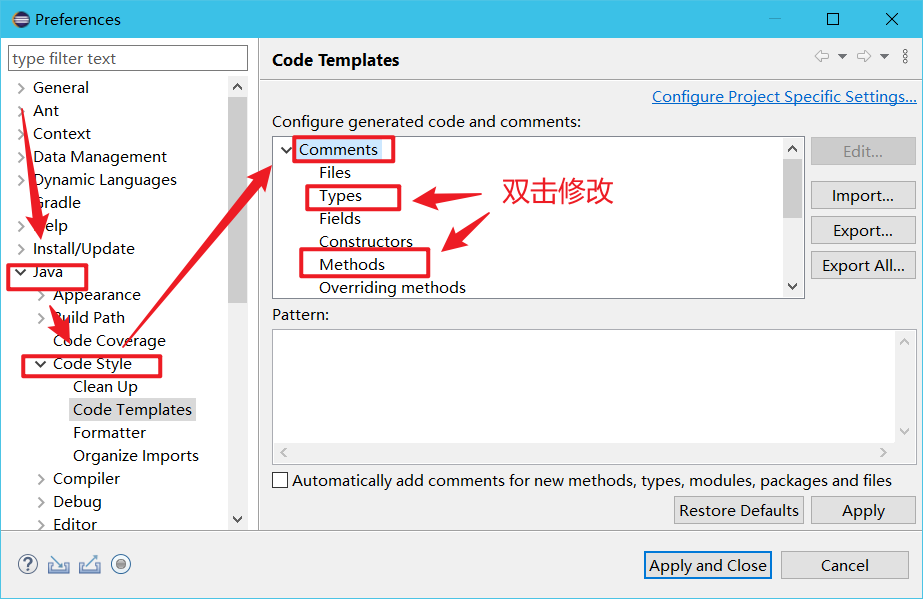 Preferences
type filter text
General
Ant
Context
Data Management
Dynamic Languages
Gradle
Help
Install/Update
Java
Appearance
Build Path
Code Coverage
Code Style
Clean Up
Code Templates
Formatter
Organize Imports
Compiler
Debug
Editor
Code Templates
Configure Project Specific Settings...
Configure generated code and comments:
Comments
Files
Types
Fields
Constructors
Methods
Overriding methods
双击修改
Edit...
Import...
Export...
Export All...
Pattern:
Automatically add comments for new methods, types, modules, packages and files
Restore Defaults
Apply
?
Apply and Close
Cancel